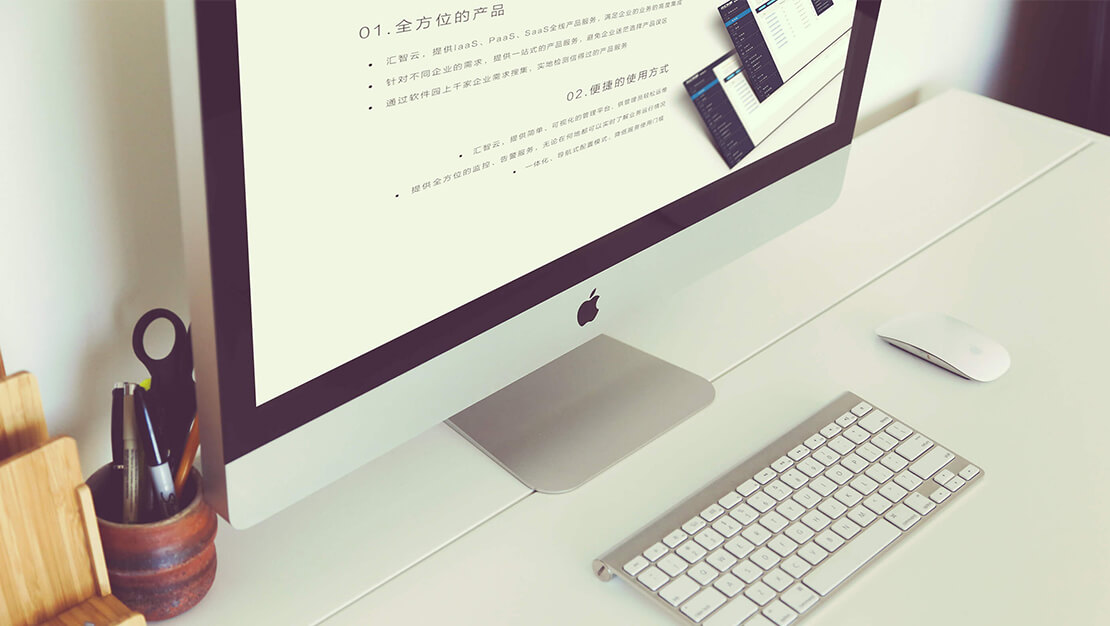 01.全方位的产品
汇智云，提供IaaS、PaaS、SaaS全线产品服务，满足企业的业务的高度集成
针对不同企业的需求，提供一站式的产品服务，避免企业迷茫选择产品误区
通过软件园上千家企业需求搜集，实地检测信得过的产品服务
02.便捷的使用方式
汇智云，提供简单、可视化的管理平台，供管理员轻松运维
提供全方位的监控、告警服务，无论在何地都可以实时了解业务运行情况
一体化、导航式配置模式，降低服务使用门槛